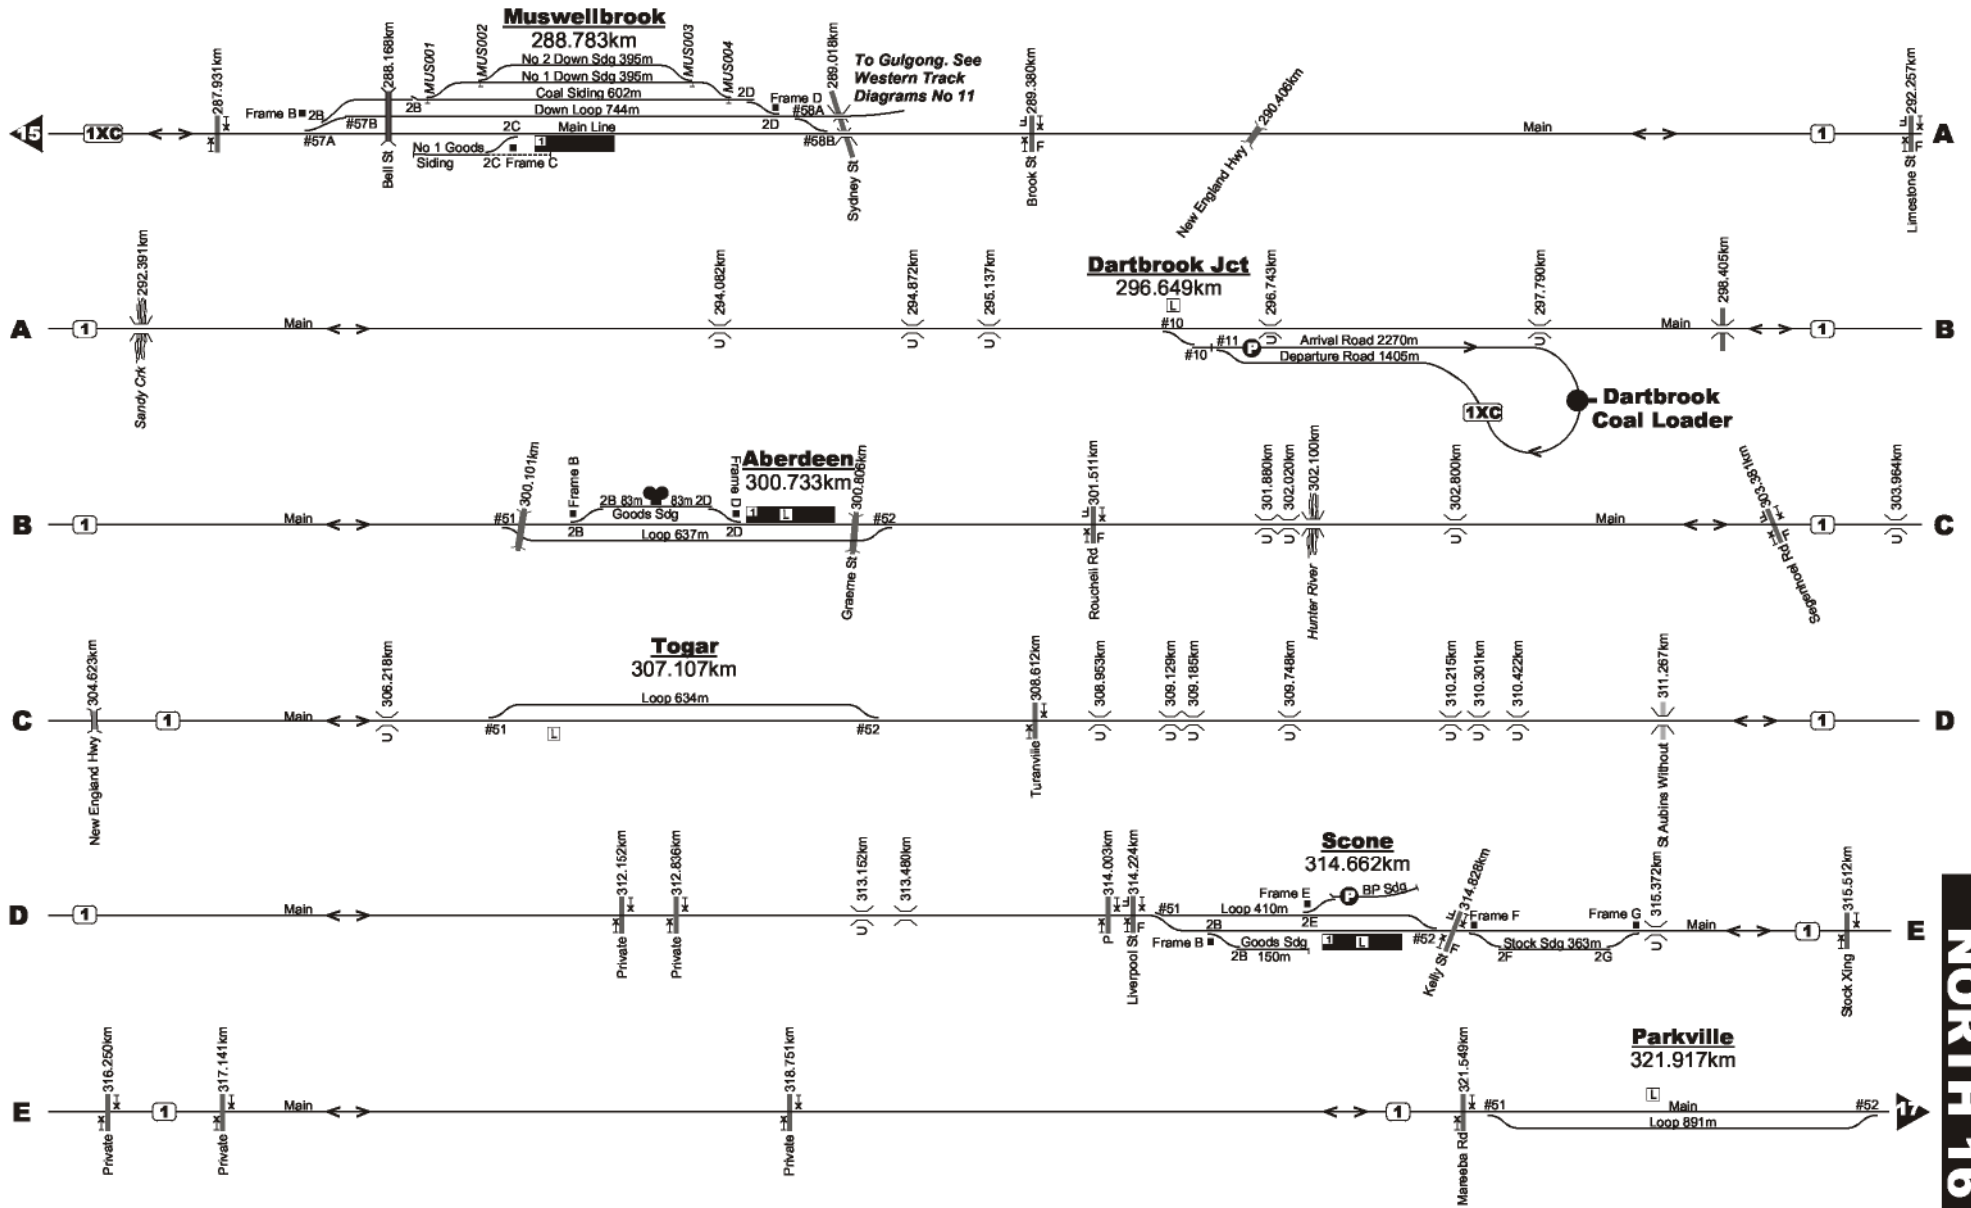 Muswellbrook
288.783km
287.931km
288.168km
MUS001
MUS002
MUS003
MUS004
289.018km
To Gulgong. See
Western Track
Diagrams No 11
289.380km
290.406km
292.257km
No 2 Down Sdg 395m
No 1 Down Sdg 395m
Coal Siding 602m
2B
2D
Frame B
2B
Down Loop 744m
Frame D
#58A
#57B
2D
15
1XC
#57A
2C
Main Line
1
#58B
No 1 Goods
Siding
2C Frame C
Bell St
Sydney St
Brook St
F
F
New England Hwy
Main
1
Limestone St
F
F
A
A
1
292.391km
Sandy Crk
Main
294.082km
U
294.872km
U
295.137km
U
Dartbrook Jct
296.649km
L
#10
#10
#11
P
296.743km
U
Arrival Road 2270m
Departure Road 1405m
297.790km
U
Main
298.405km
1
B
1XC
Dartbrook
Coal Loader
B
1
Main
#51
300.101km
Frame B
2B
2B 83m
83m 2D
Goods Sdg
Loop 637m
Frame D
2D
Aberdeen
300.733km
1
L
300.806km
Graeme St
#52
301.511km
F
F
Rouchell Rd
301.880km
U
302.020km
U
302.100km
Hunter River
302.800km
U
Main
303.381km
F
F
Segenhoel Rd
1
303.964km
U
C
C
304.623km
New England Hwy
1
Main
306.218km
U
Togar
307.107km
Loop 634m
#51
L
#52
308.612km
Turanville
308.953km
U
309.129km
U
309.185km
U
309.748km
U
310.215km
U
310.301km
U
310.422km
U
311.267km
St Aubins Without
1
D
D
1
Main
312.152km
Private
312.836km
Private
313.152km
U
313.480km
314.003km
P
314.224km
F
F
Liverpool St
Scone
314.662km
#51
Loop 410m
Frame E
2E
P
BP Sdg
2B
Frame B
Goods Sdg
2B
150m
1
L
#52
314.828km
F
F
Kelly St
Frame F
2F
Stock Sdg 363m
2G
Frame G
315.372km
U
Main
1
315.512km
Stock Xing
E
E
316.250km
Private
1
317.141km
Private
Main
318.751km
Private
1
321.549km
Mareeba Rd
Parkville
321.917km
L
#51
Main
Loop 891m
#52
17
NORTH 16